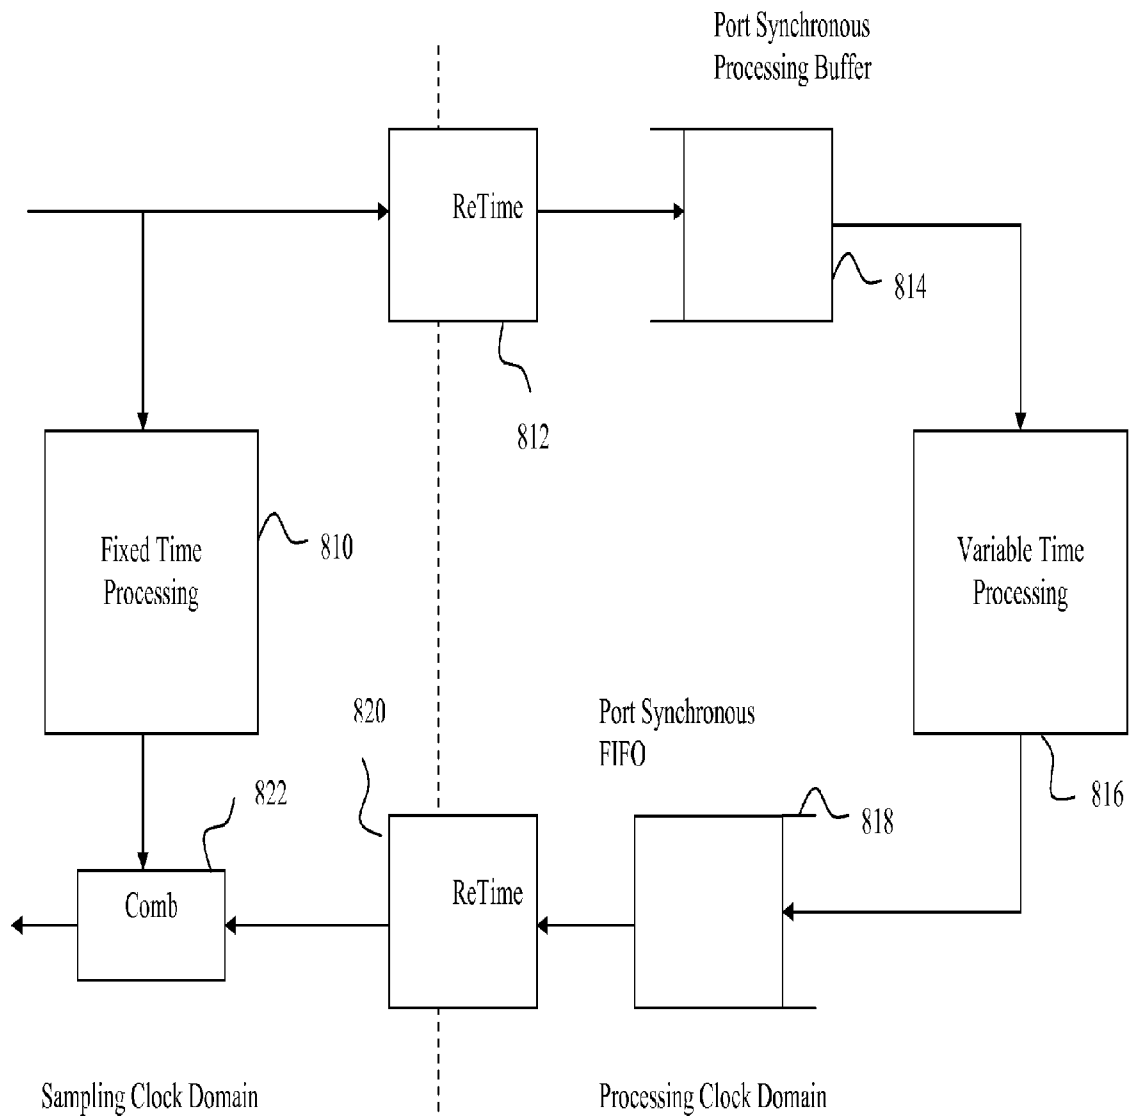 Port Synchronous
Processing Buffer
ReTime
814
812
Fixed Time
Processing
810
Variable Time
Processing
820
Port Synchronous
FIFO
822
816
818
Comb
ReTime
Sampling Clock Domain
Processing Clock Domain